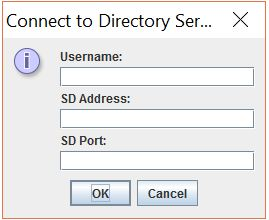 Connect to Directory Ser...
Username:
SD Address:
SD Port:
OK Cancel